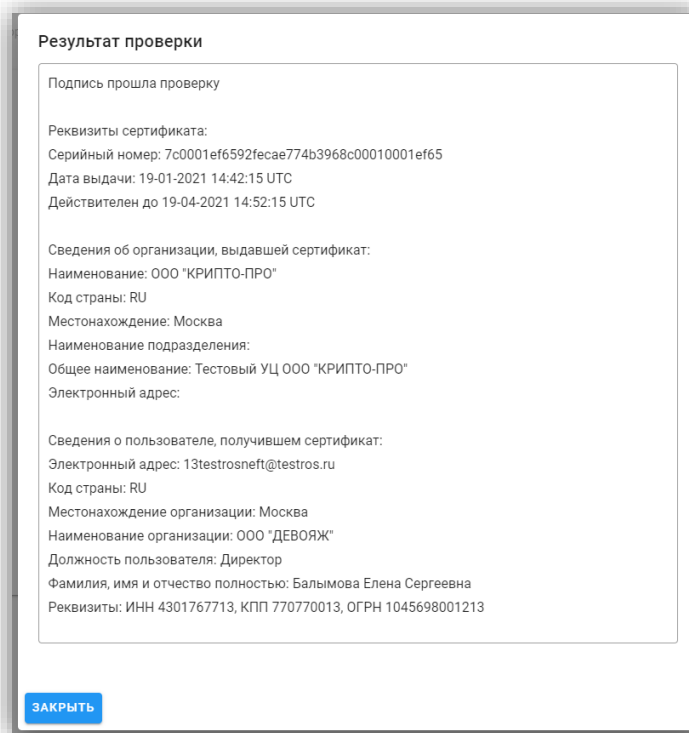 Результат проверки
Подпись прошла проверку
Реквизиты сертификата:
Серийный номер: 7c0001ef6592fecae774b3968c00010001ef65
Дата выдачи: 19-01-2021 14:42:15 UTC
Действителен до 19-04-2021 14:52:15 UTC
Сведения об организации, выдавшей сертификат:
Наименование: ООО "КРИПТО-ПРО"
Код страны: RU
Местонахождение: Москва
Наименование подразделения:
Общее наименование: Тестовый УЦ ООО "КРИПТО-ПРО"
Электронный адрес:
Сведения о пользователе, получившем сертификат:
Электронный адрес: 13testrosneft@testros.ru
Код страны: RU
Местонахождение организации: Москва
Наименование организации: ООО "ДЕВОЯЖ"
Должность пользователя: Директор
Фамилия, имя и отчество полностью: Балымова Елена Сергеевна
Реквизиты: ИНН 4301767713, КПП 770770013, ОГРН 1045698001213
ЗАКРЫТЬ